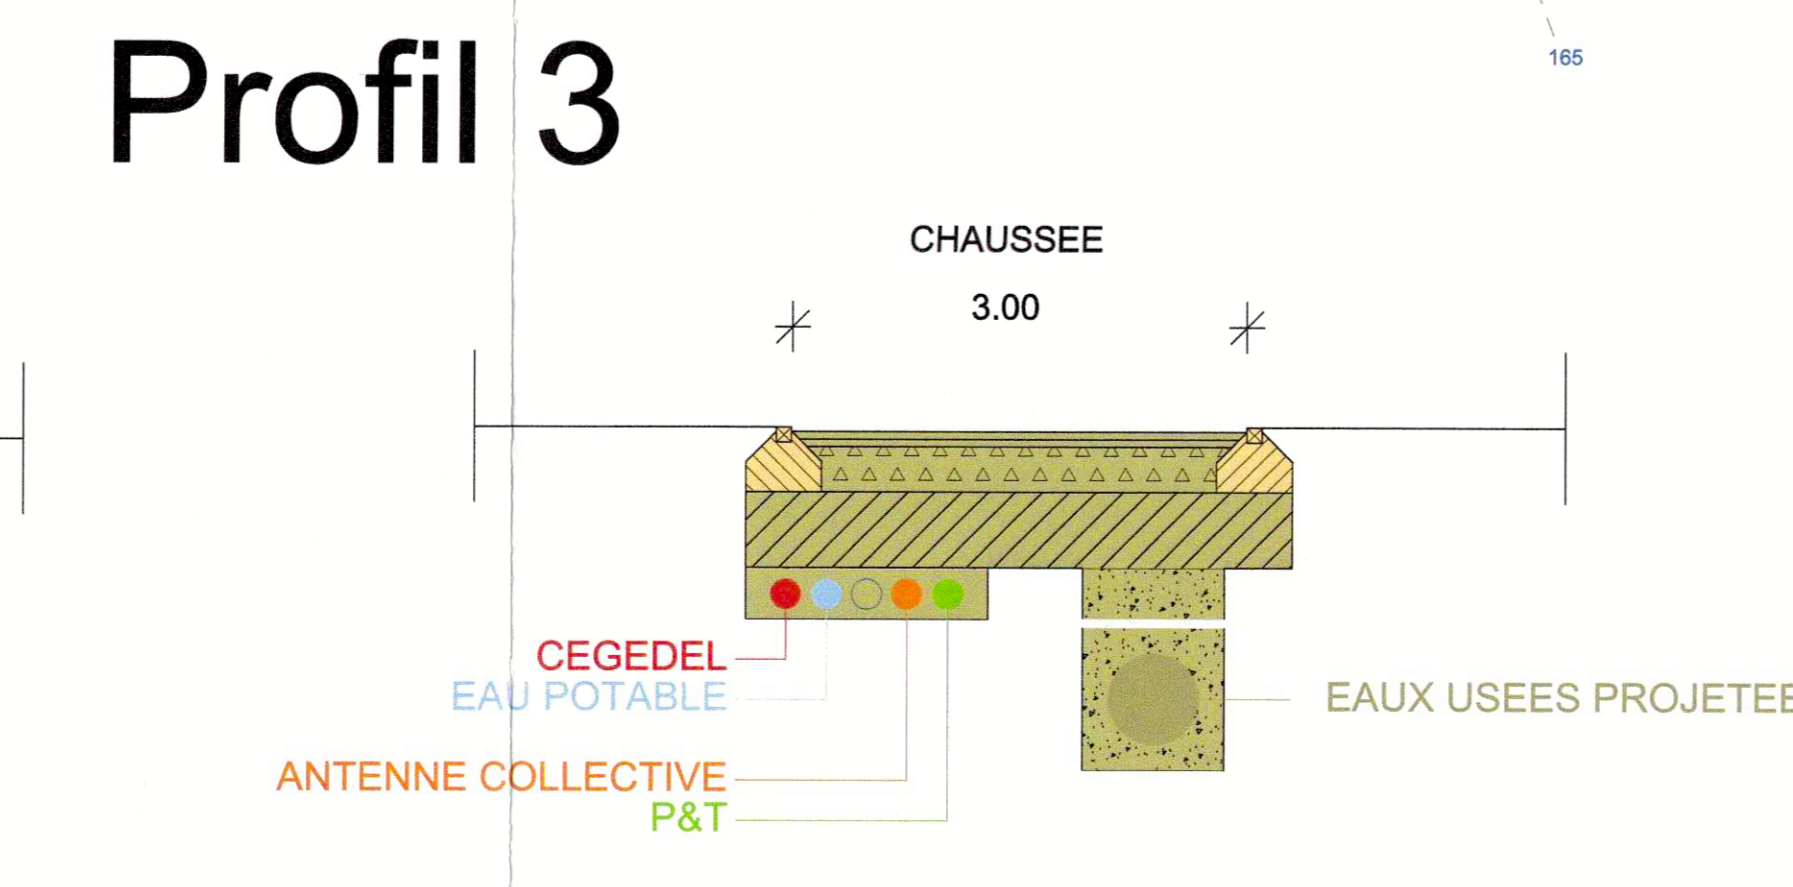 Profil 3
165
CHAUSSEE
3.00
CEGEDEL
EAU POTABLE
EAUX USEES PROJETEE
ANTENNE COLLECTIVE
P&T